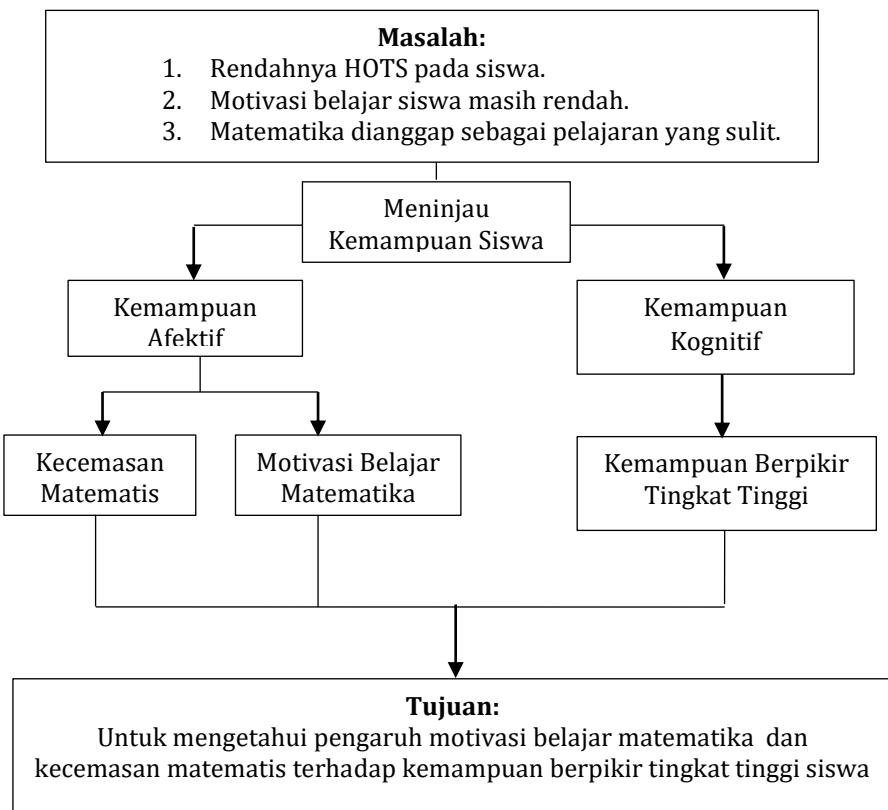 Masalah:
1. Rendahnya HOTS pada siswa.
2. Motivasi belajar siswa masih rendah.
3. Matematika dianggap sebagai pelajaran yang sulit.
Meninjau
Kemampuan Siswa
Kemampuan
Afektif
Kemampuan
Kognitif
Kecemasan
Matematis
Motivasi Belajar
Matematika
Kemampuan Berpikir
Tingkat Tinggi
Tujuan:
Untuk mengetahui pengaruh motivasi belajar matematika dan
kecemasan matematis terhadap kemampuan berpikir tingkat tinggi siswa